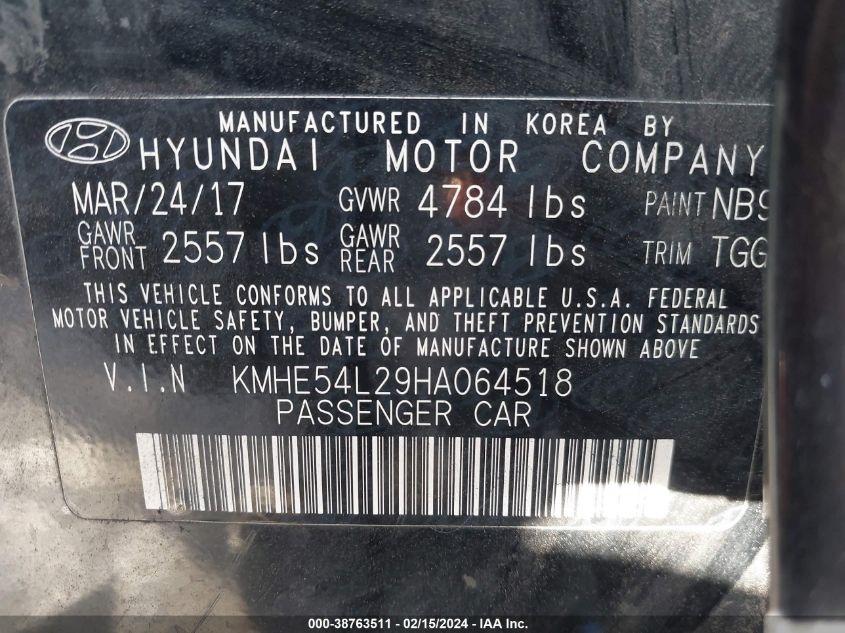 MANUFACTURED IN KOREA BY
HYUNDAI MOTOR COMPANY
MAR/24/17 GVWR 4784 lbs PAINT NB9
GAWR FRONT 2557 lbs GAWR REAR 2557 lbs TRIM TGG
THIS VEHICLE CONFORMS TO ALL APPLICABLE U.S.A. FEDERAL
MOTOR VEHICLE SAFETY, BUMPER, AND THEFT PREVENTION STANDARDS
IN EFFECT ON THE DATE OF MANUFACTURE SHOWN ABOVE
V.I.N KMHE54L29HA064518
PASSENGER CAR
000-38763511 - 02/15/2024 - IAA Inc.